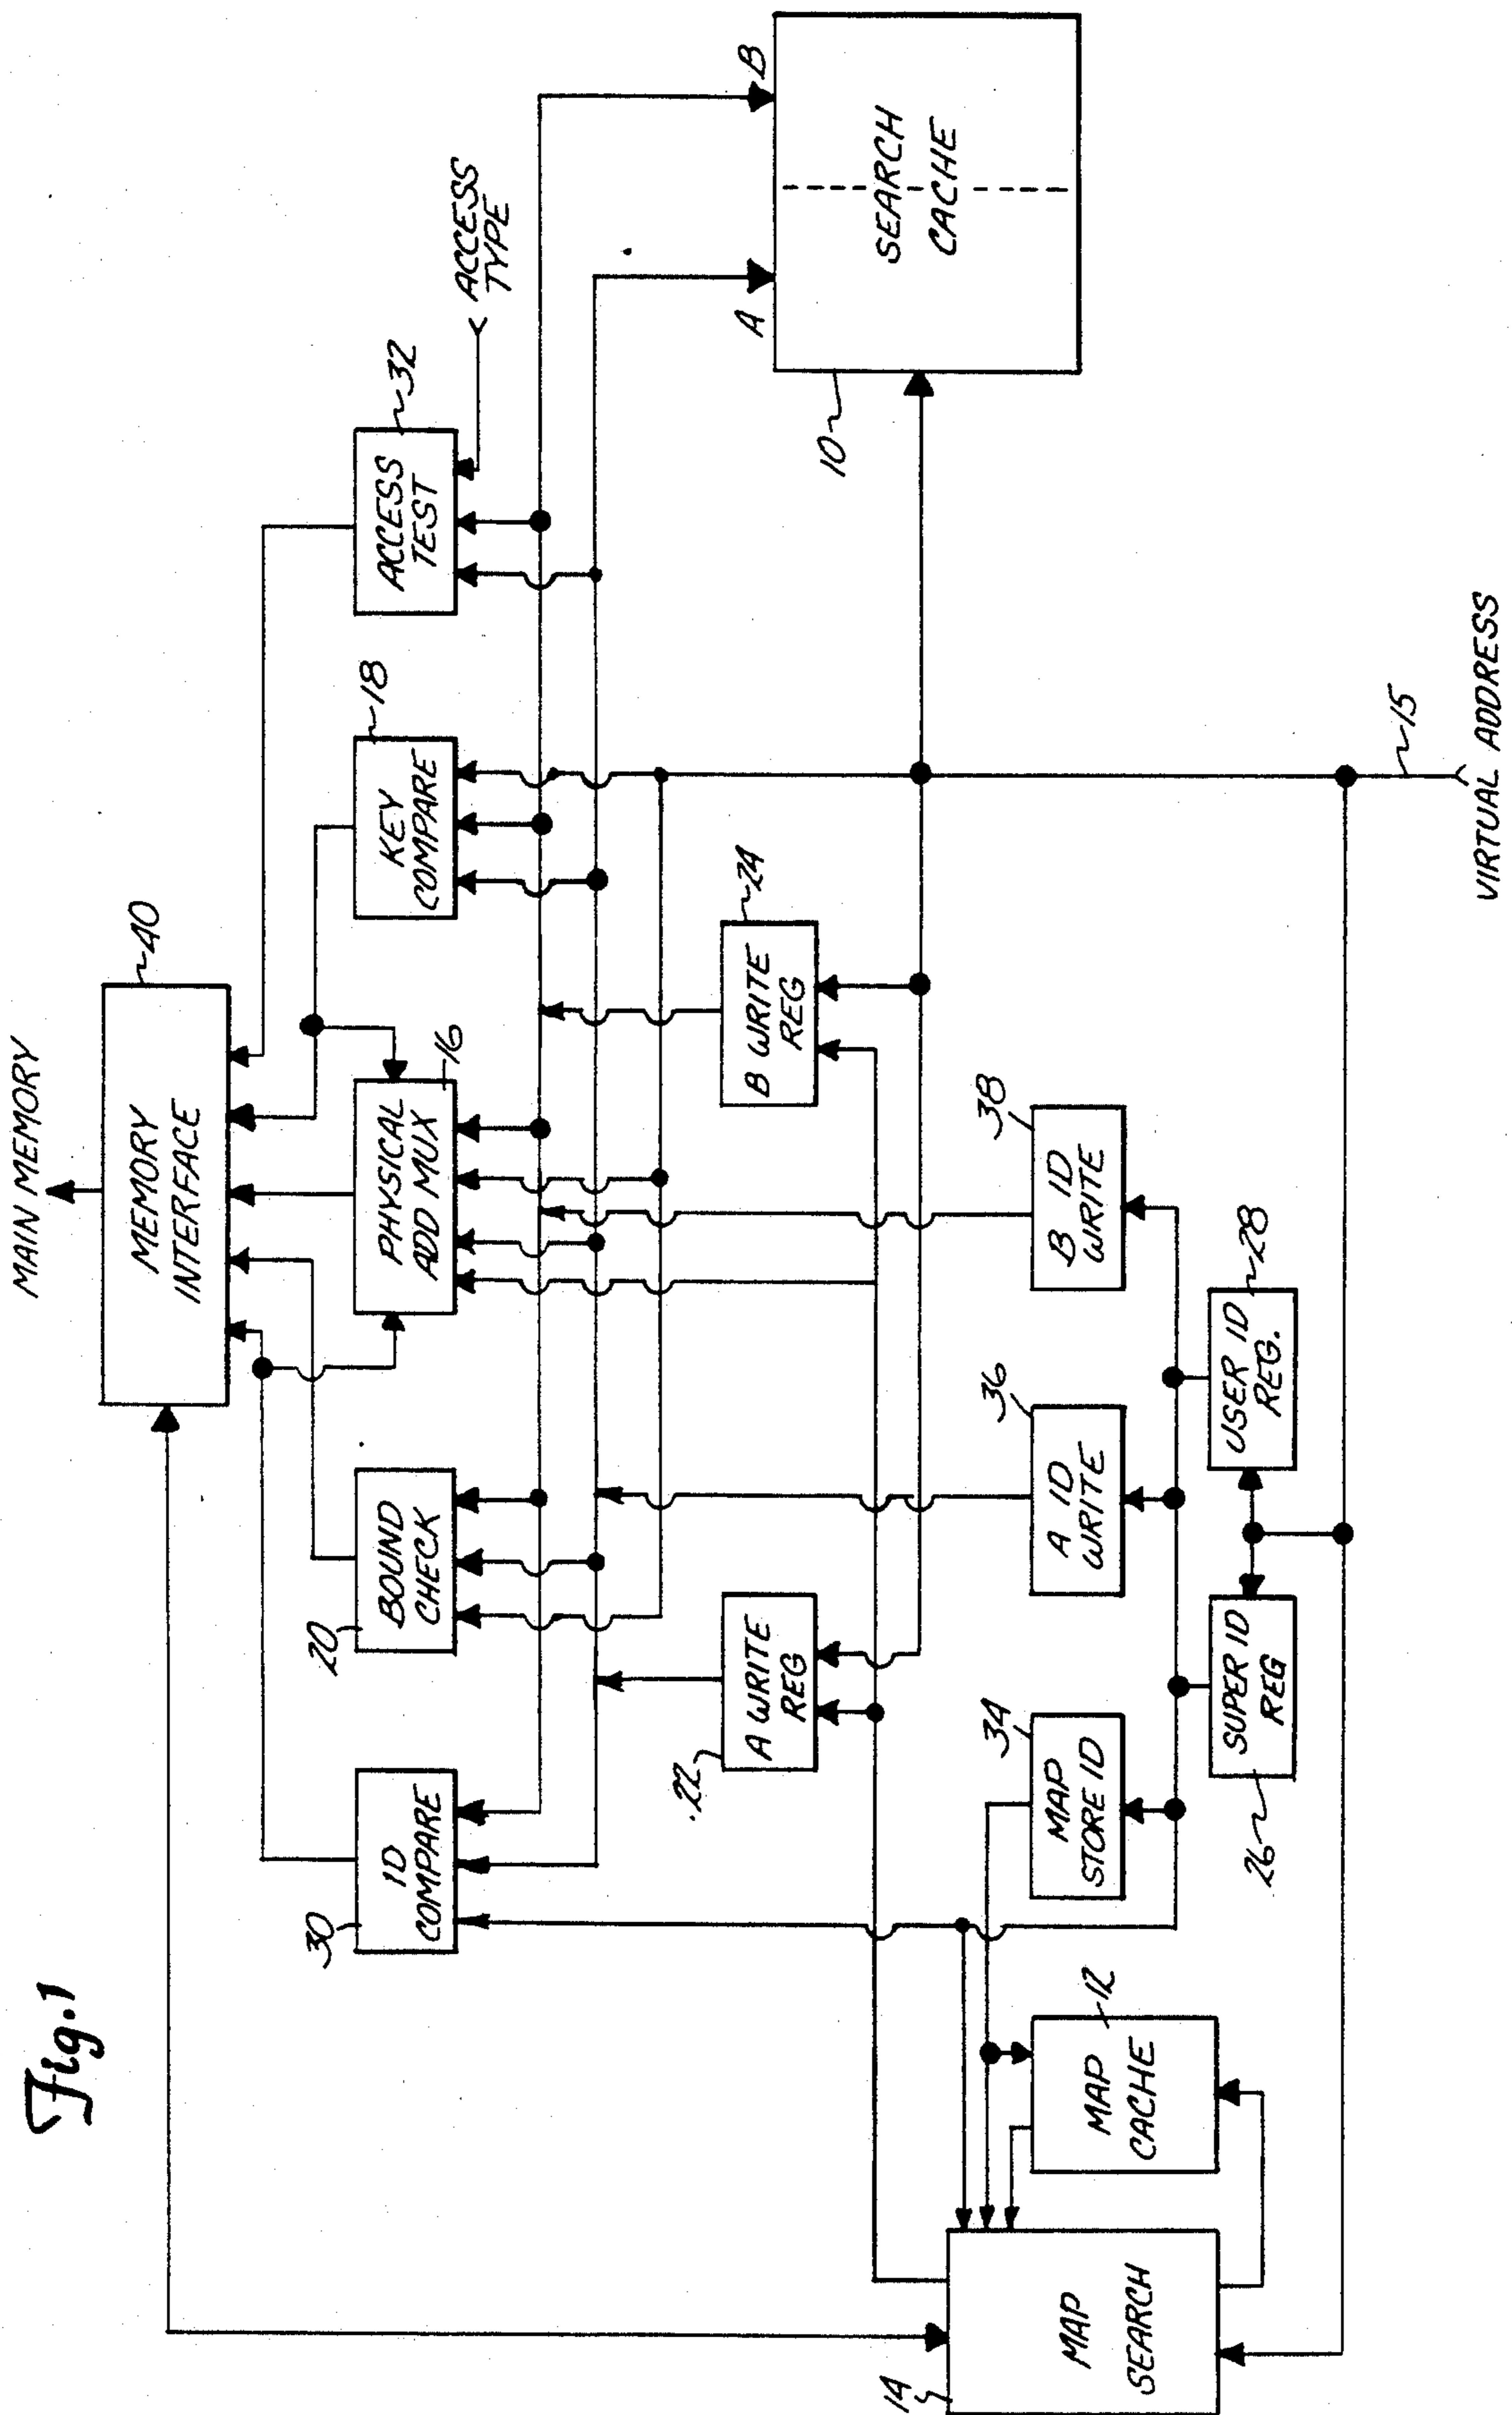 Fig.1
MAIN MEMORY
MEMORY
INTERFACE
40
30
ID
COMPARE
20
BOUND
CHECK
PHYSICAL
ADD MUX
16
KEY
COMPARE
18
ACCESS
TEST
32
ACCESS
TYPE
22
A WRITE
REG
B WRITE
REG
24
A
B
10
SEARCH
CACHE
14
MAP
SEARCH
MAP
CACHE
12
MAP
STORE ID
34
A ID
WRITE
36
B ID
WRITE
38
SUPER ID
REG
26
USER ID
REG.
28
15
VIRTUAL ADDRESS